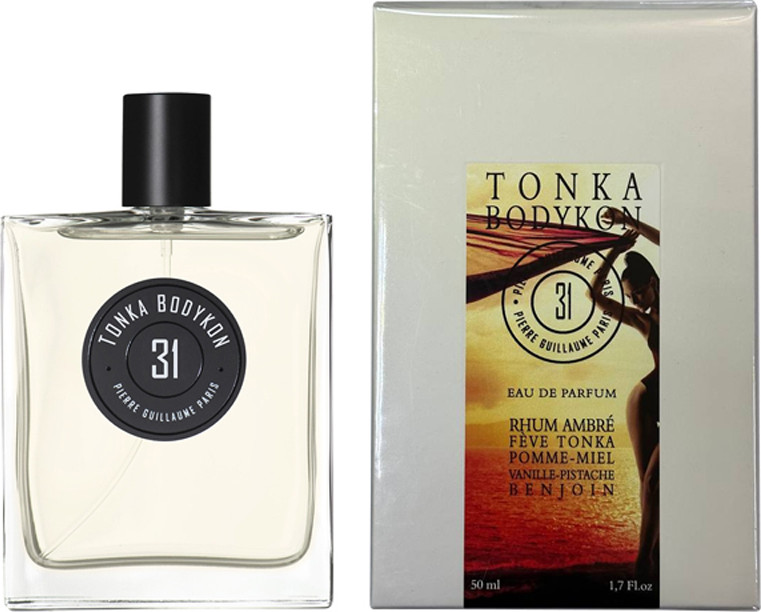 TONKA BODYKON
31
PIERRE GUILLAUME PARIS
TONKA
BODYKON
PIERRE GUILLAUME PARIS
31
PIERRE GUILLAUME PARIS
EAU DE PARFUM
RHUM AMBRÉ
FÈVE TONKA
POMME-MIEL
VANILLE-PISTACHE
BENJOIN
50 ml
1,7 Fl.oz